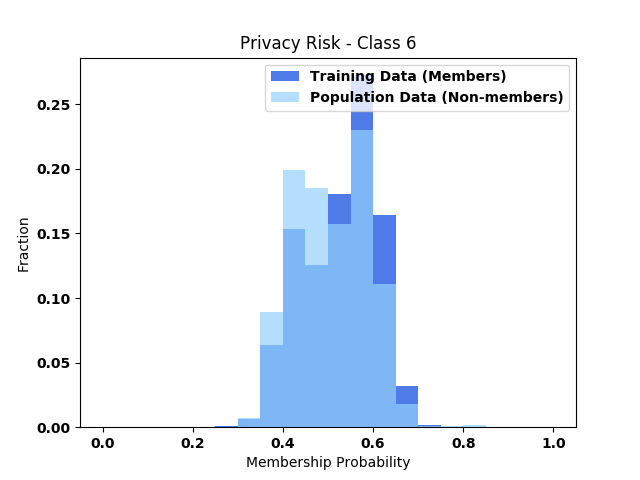 Privacy Risk - Class 6
Training Data (Members)
Population Data (Non-members)
Fraction
0.25
0.20
0.15
0.10
0.05
0.00
0.0 0.2 0.4 0.6 0.8 1.0
Membership Probability